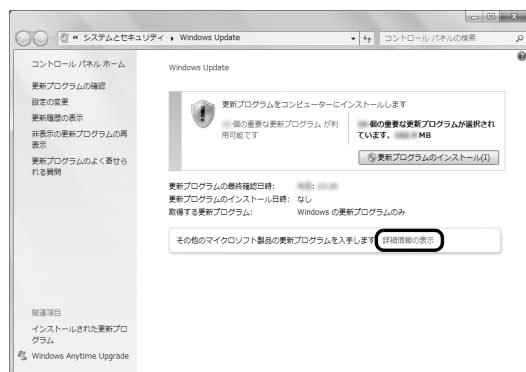 « システムとセキュリティ ▸ Windows Update
コントロール パネルの検索
コントロール パネル ホーム
更新プログラムの確認
設定の変更
更新履歴の表示
非表示の更新プログラムの再
表示
更新プログラムのよく寄せら
れる質問
Windows Update
更新プログラムをコンピューターにインストールします
個の重要な更新プログラム が利
用可能です
個の重要な更新プログラムが選択され
ています、 MB
更新プログラムのインストール(I)
更新プログラムの最終確認日時:
更新プログラムのインストール日時: なし
取得する更新プログラム: Windows の更新プログラムのみ
その他のマイクロソフト製品の更新プログラムを入手します 詳細情報の表示
関連項目
インストールされた更新プロ
グラム
Windows Anytime Upgrade